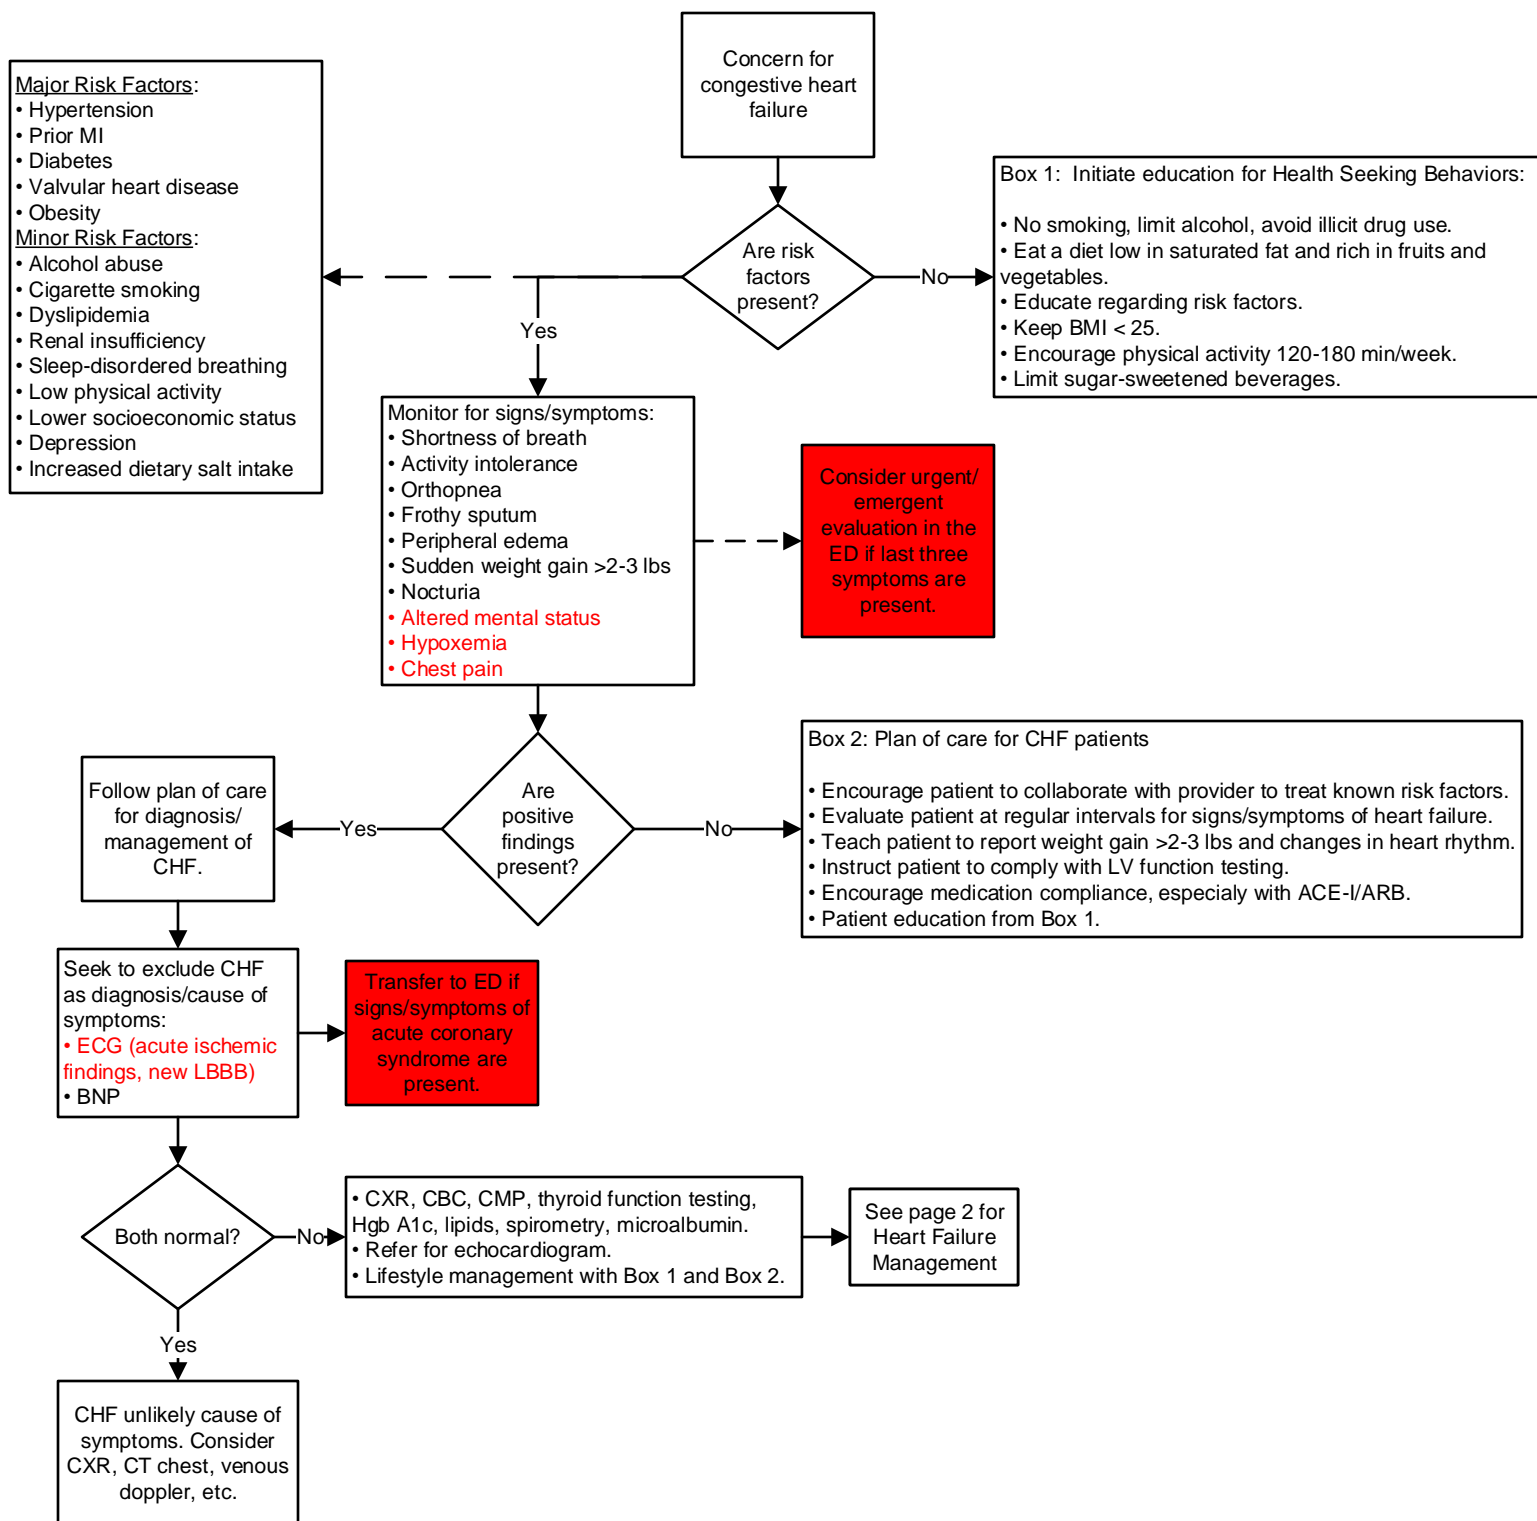 Concern for
congestive heart
failure
Major Risk Factors:
• Hypertension
• Prior MI
• Diabetes
• Valvular heart disease
• Obesity
Minor Risk Factors:
• Alcohol abuse
• Cigarette smoking
• Dyslipidemia
• Renal insufficiency
• Sleep-disordered breathing
• Low physical activity
• Lower socioeconomic status
• Depression
• Increased dietary salt intake
Are risk
factors
present?
No
Yes
Box 1:  Initiate education for Health Seeking Behaviors:
• No smoking, limit alcohol, avoid illicit drug use.
• Eat a diet low in saturated fat and rich in fruits and
vegetables.
• Educate regarding risk factors.
• Keep BMI < 25.
• Encourage physical activity 120-180 min/week.
• Limit sugar-sweetened beverages.
Monitor for signs/symptoms:
• Shortness of breath
• Activity intolerance
• Orthopnea
• Frothy sputum
• Peripheral edema
• Sudden weight gain >2-3 lbs
• Nocturia
• Altered mental status
• Hypoxemia
• Chest pain
Consider urgent/
emergent
evaluation in the
ED if last three
symptoms are
present.
Are
positive
findings
present?
Yes
No
Follow plan of care
for diagnosis/
management of
CHF.
Box 2: Plan of care for CHF patients
• Encourage patient to collaborate with provider to treat known risk factors.
• Evaluate patient at regular intervals for signs/symptoms of heart failure.
• Teach patient to report weight gain >2-3 lbs and changes in heart rhythm.
• Instruct patient to comply with LV function testing.
• Encourage medication compliance, especialy with ACE-I/ARB.
• Patient education from Box 1.
Seek to exclude CHF
as diagnosis/cause of
symptoms:
• ECG (acute ischemic
findings, new LBBB)
• BNP
Transfer to ED if
signs/symptoms of
acute coronary
syndrome are
present.
Both normal?
No
Yes
• CXR, CBC, CMP, thyroid function testing,
Hgb A1c, lipids, spirometry, microalbumin.
• Refer for echocardiogram.
• Lifestyle management with Box 1 and Box 2.
See page 2 for
Heart Failure
Management
CHF unlikely cause of
symptoms. Consider
CXR, CT chest, venous
doppler, etc.